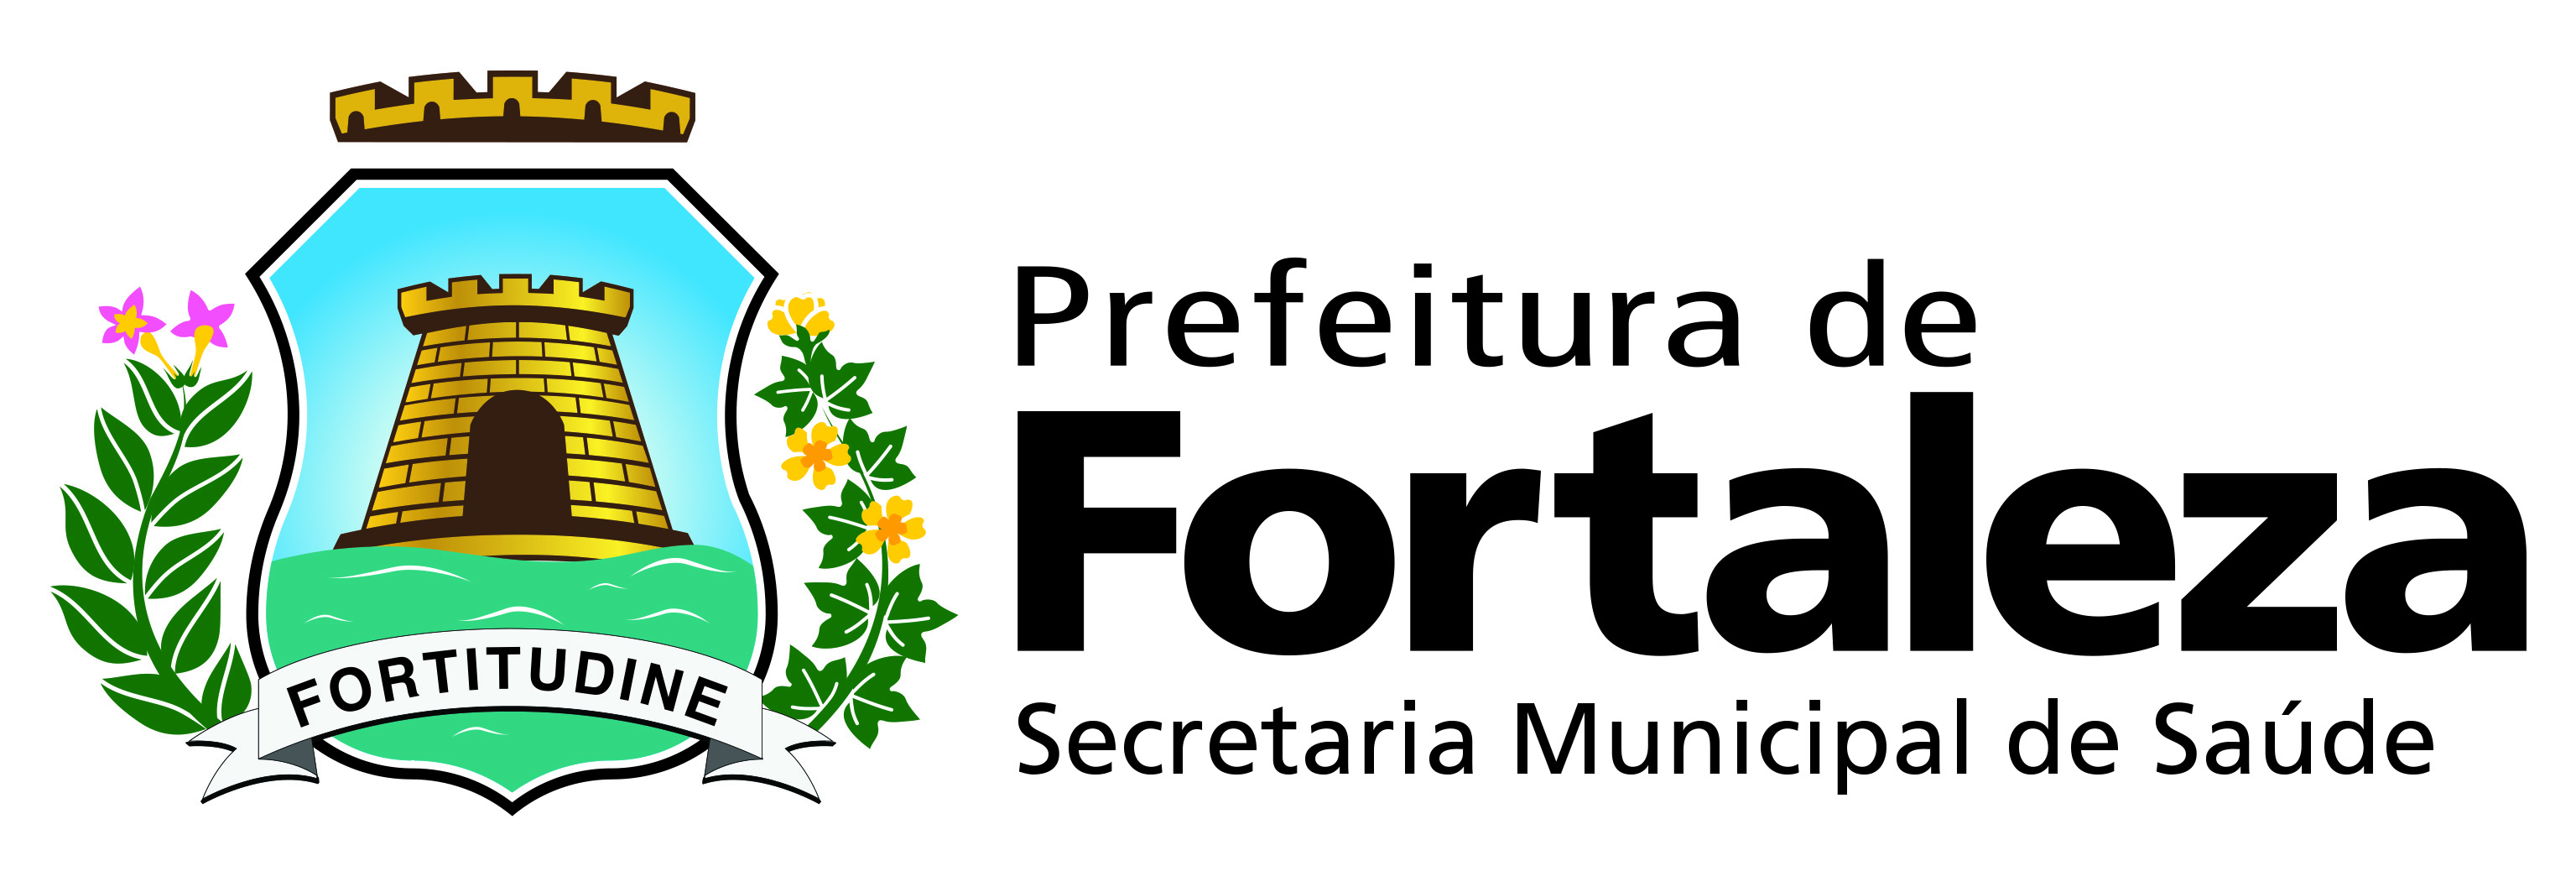 FORTITUDINE
Prefeitura de
Fortaleza
Secretaria Municipal de Saúde